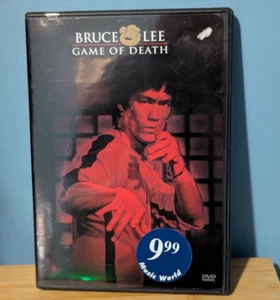 BRUCE LEE
GAME OF DEATH
9.99
Music World
DVD